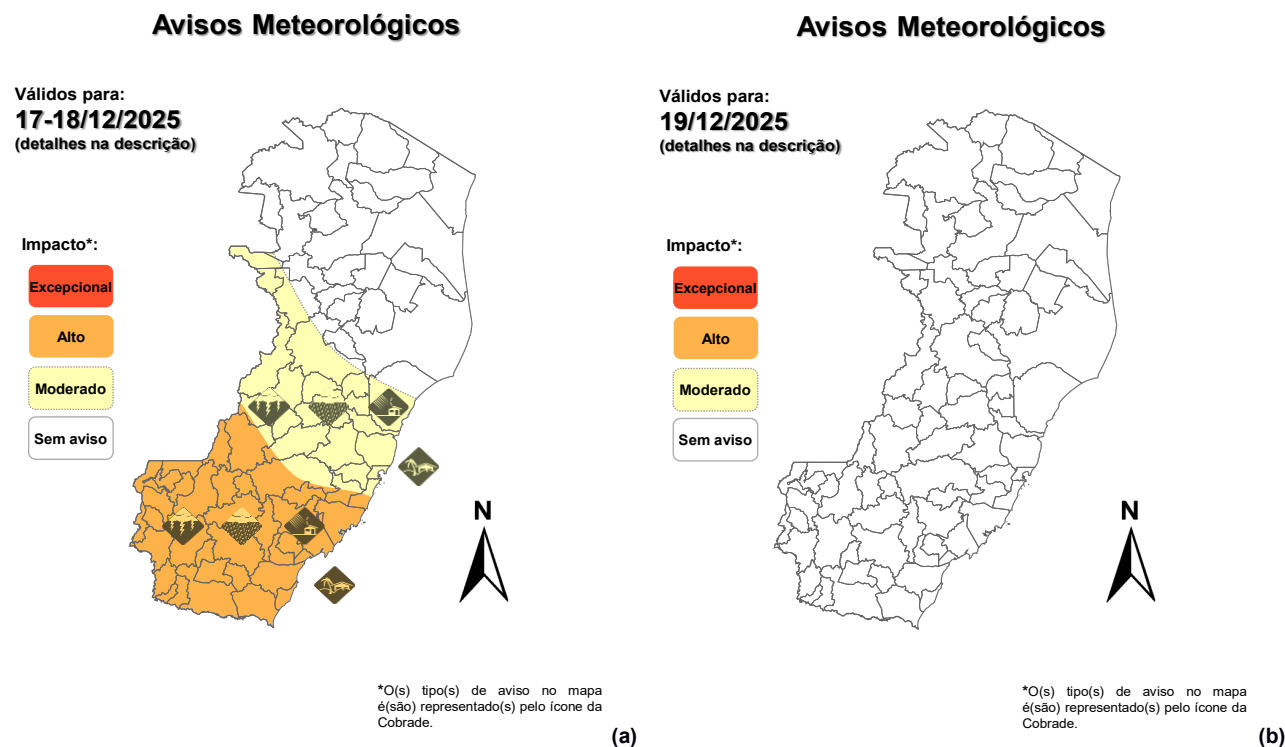 Avisos Meteorológicos
Válidos para:
17-18/12/2025
(detalhes na descrição)
Impacto*:
Excepcional
Alto
Moderado
Sem aviso
N
*O(s) tipo(s) de aviso no mapa
é(são) representado(s) pelo ícone da
Cobrade.
(a)
Avisos Meteorológicos
Válidos para:
19/12/2025
(detalhes na descrição)
Impacto*:
Excepcional
Alto
Moderado
Sem aviso
N
*O(s) tipo(s) de aviso no mapa
é(são) representado(s) pelo ícone da
Cobrade.
(b)